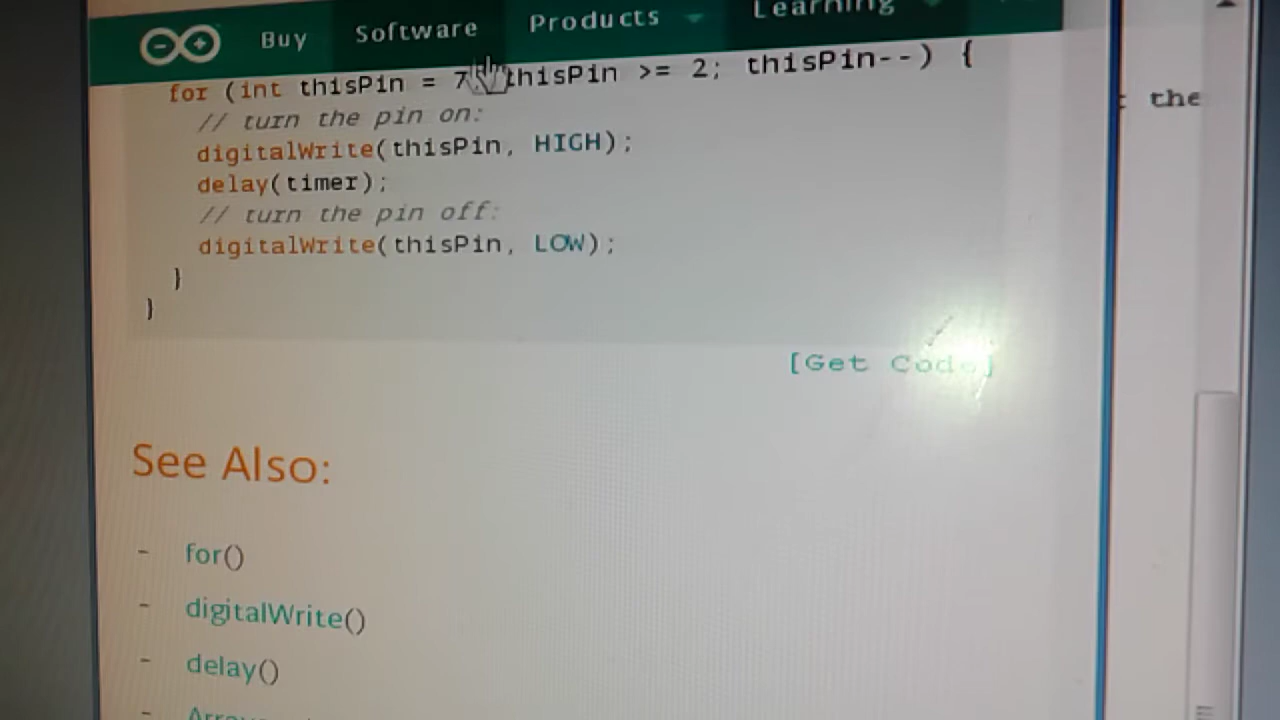 Buy Software Products Learning
for (int thisPin = 7; thisPin >= 2; thisPin--) {
// turn the pin on:
digitalWrite(thisPin, HIGH);
delay(timer);
// turn the pin off:
digitalWrite(thisPin, LOW);
}
}
[Get Code]
See Also:
- for()
- digitalWrite()
- delay()
the